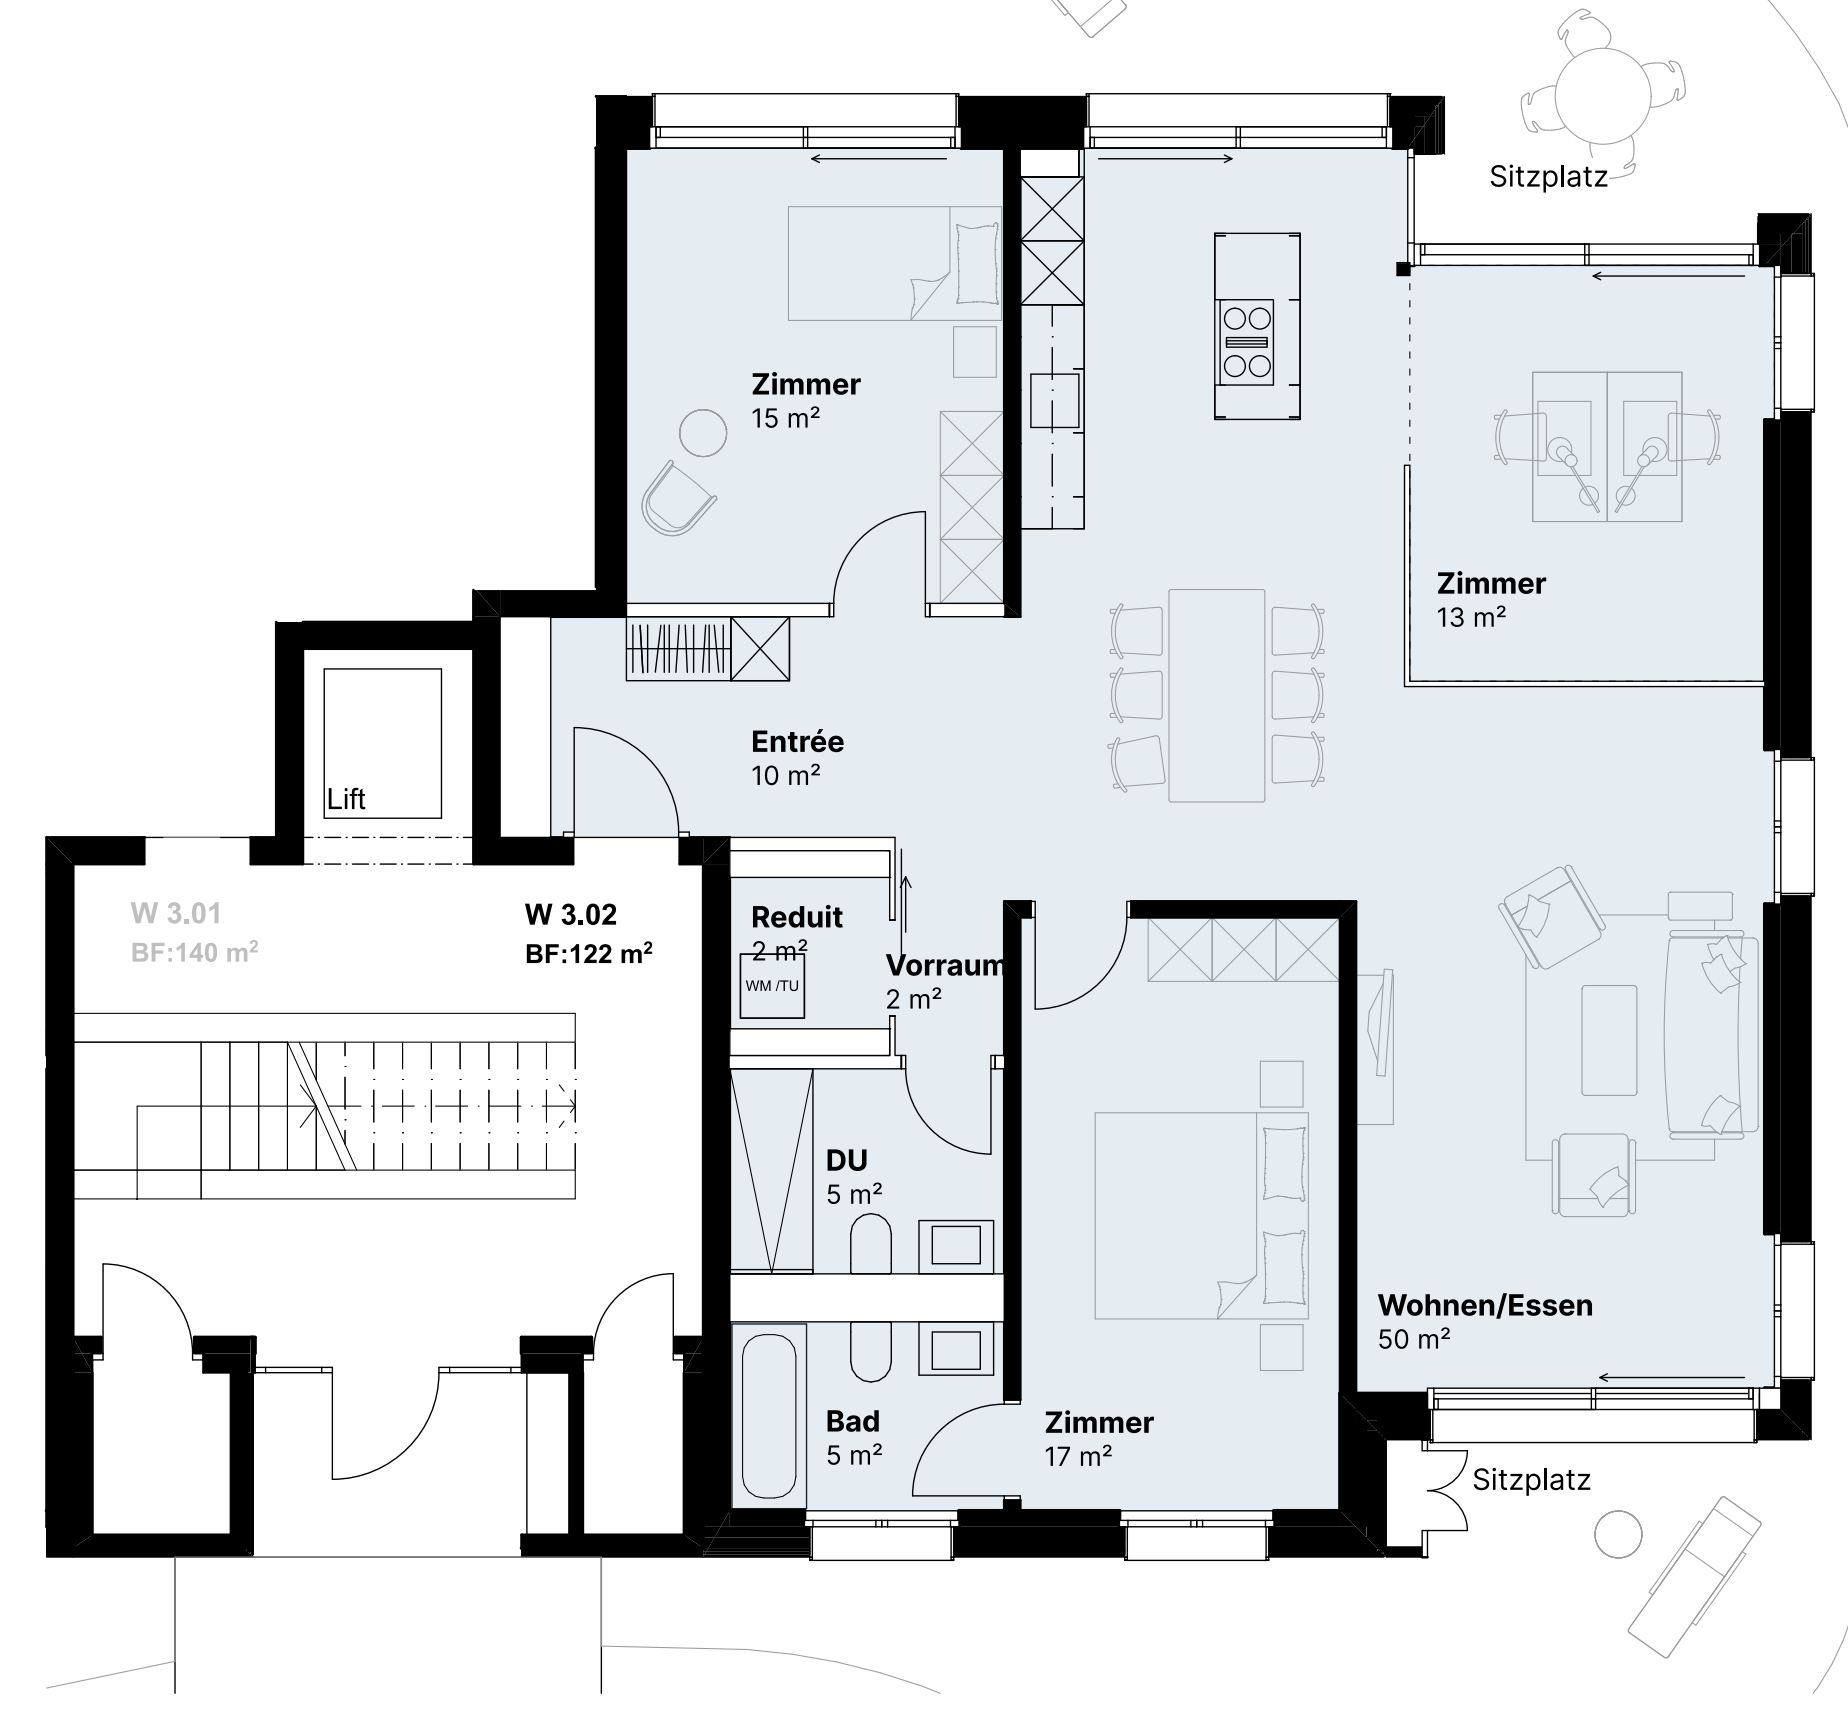 Sitzplatz
Zimmer
15 m²
Zimmer
13 m²
Entrée
10 m²
Lift
W 3.01
BF:140 m²
W 3.02
BF:122 m²
Reduit
2 m²
WM /TU
Vorraum
2 m²
DU
5 m²
Wohnen/Essen
50 m²
Bad
5 m²
Zimmer
17 m²
Sitzplatz